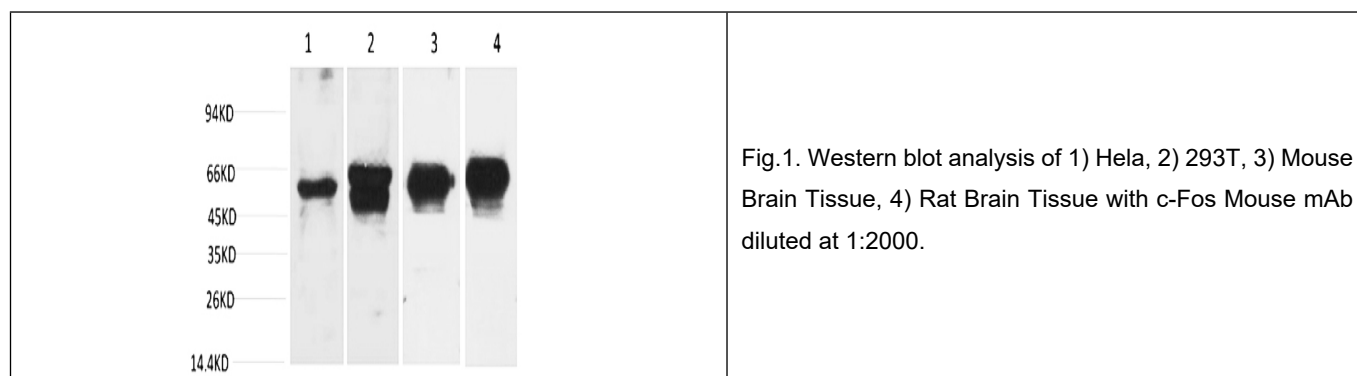 1 2 3 4
94KD
66KD
45KD
35KD
26KD
14.4KD
Fig.1. Western blot analysis of 1) Hela, 2) 293T, 3) Mouse
Brain Tissue, 4) Rat Brain Tissue with c-Fos Mouse mAb
diluted at 1:2000.